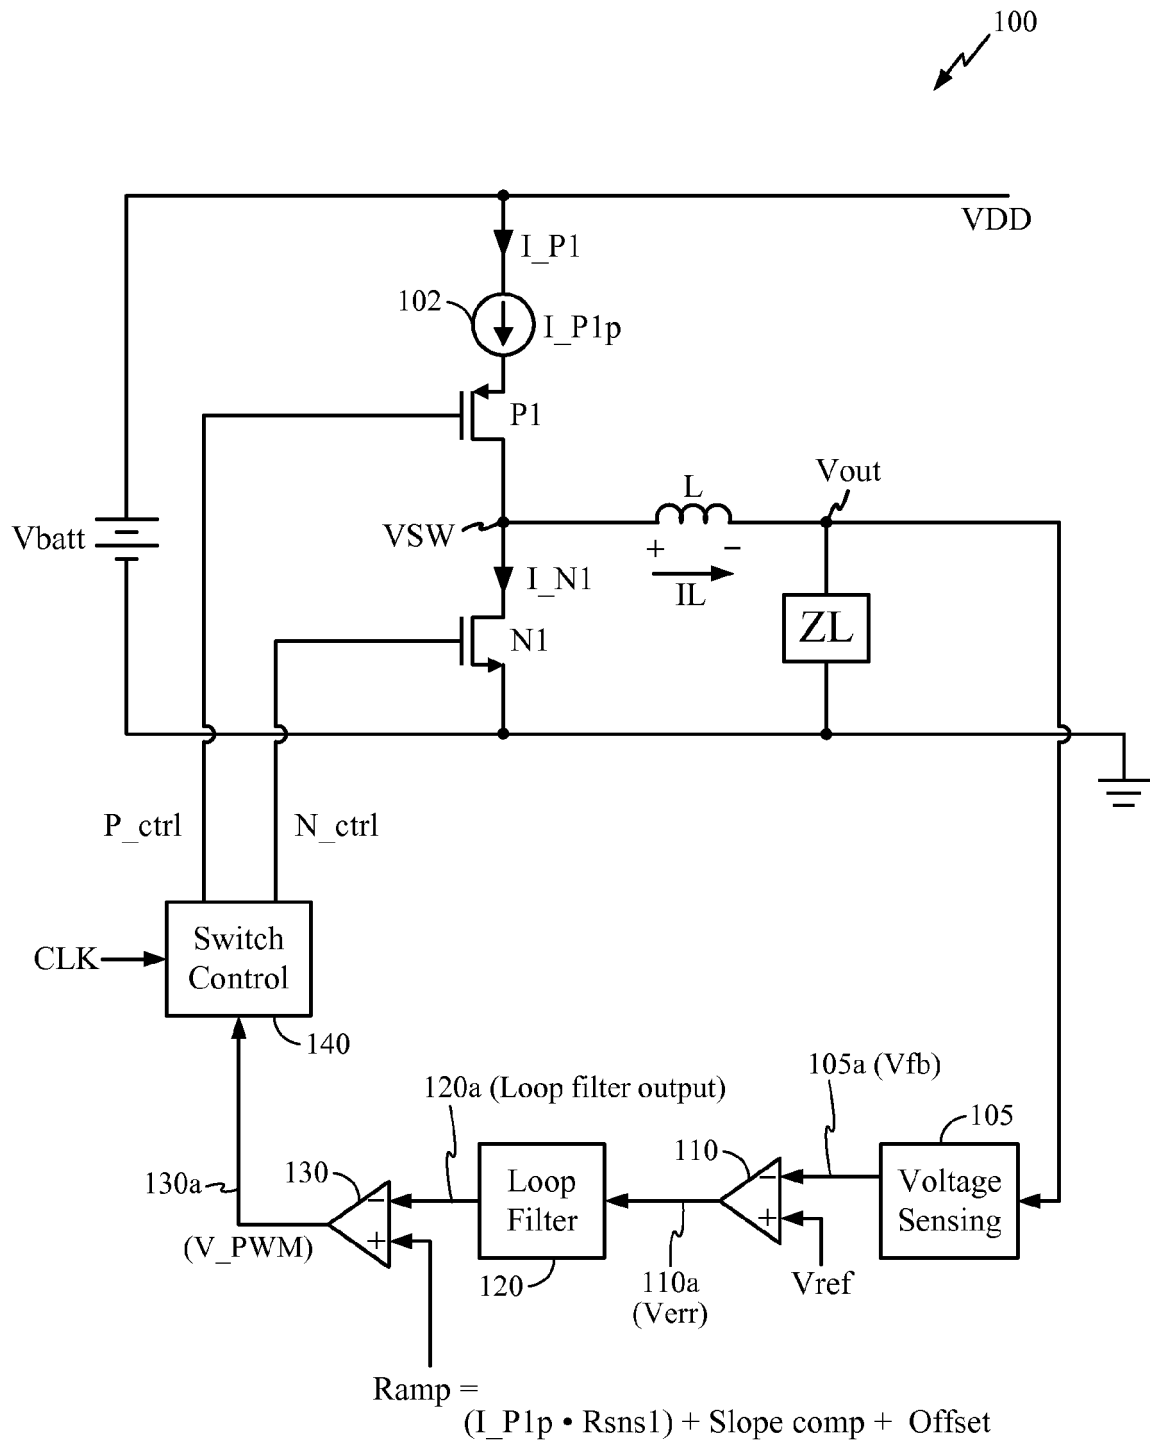 100
VDD
I_P1
102
I_P1p
P1
Vout
L
VSW
Vbatt
+ −
I_N1
IL
ZL
N1
P_ctrl
N_ctrl
Switch
Control
CLK
140
105a (Vfb)
120a (Loop filter output)
105
110
130
130a
Loop
Filter
−
+
−
+
Voltage
Sensing
(V_PWM)
120
110a
(Verr)
Vref
Ramp =
(I_P1p • Rsns1) + Slope comp + Offset